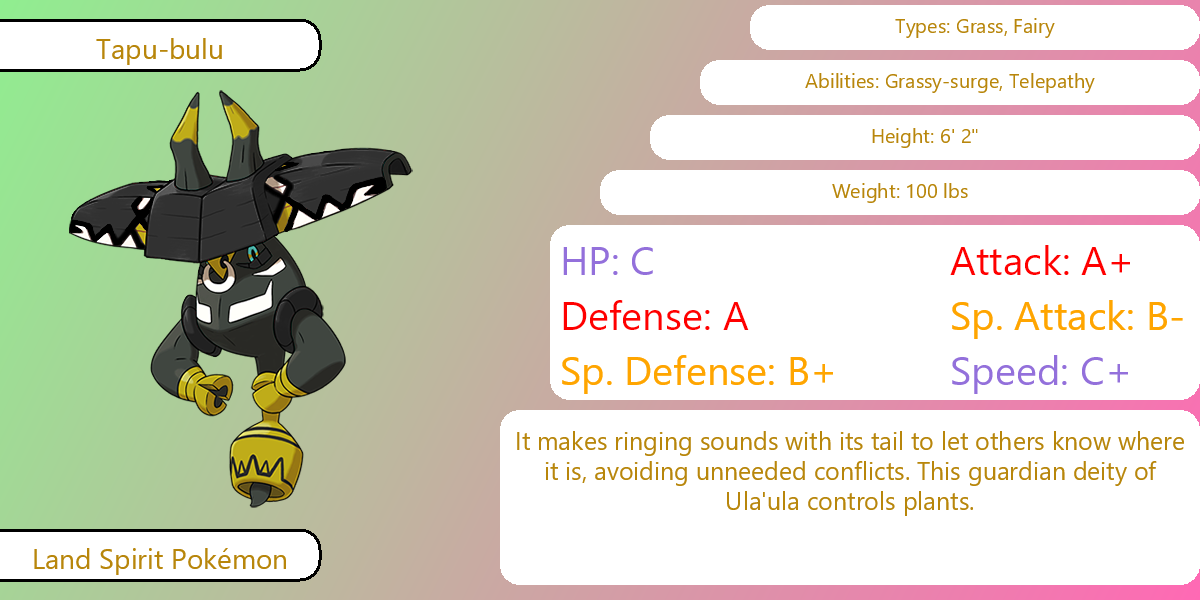 Tapu-bulu
Types: Grass, Fairy
Abilities: Grassy-surge, Telepathy
Height: 6' 2"
Weight: 100 lbs
HP: C
Attack: A+
Defense: A
Sp. Attack: B-
Sp. Defense: B+
Speed: C+
It makes ringing sounds with its tail to let others know where
it is, avoiding unneeded conflicts. This guardian deity of
Ula'ula controls plants.
Land Spirit Pokémon